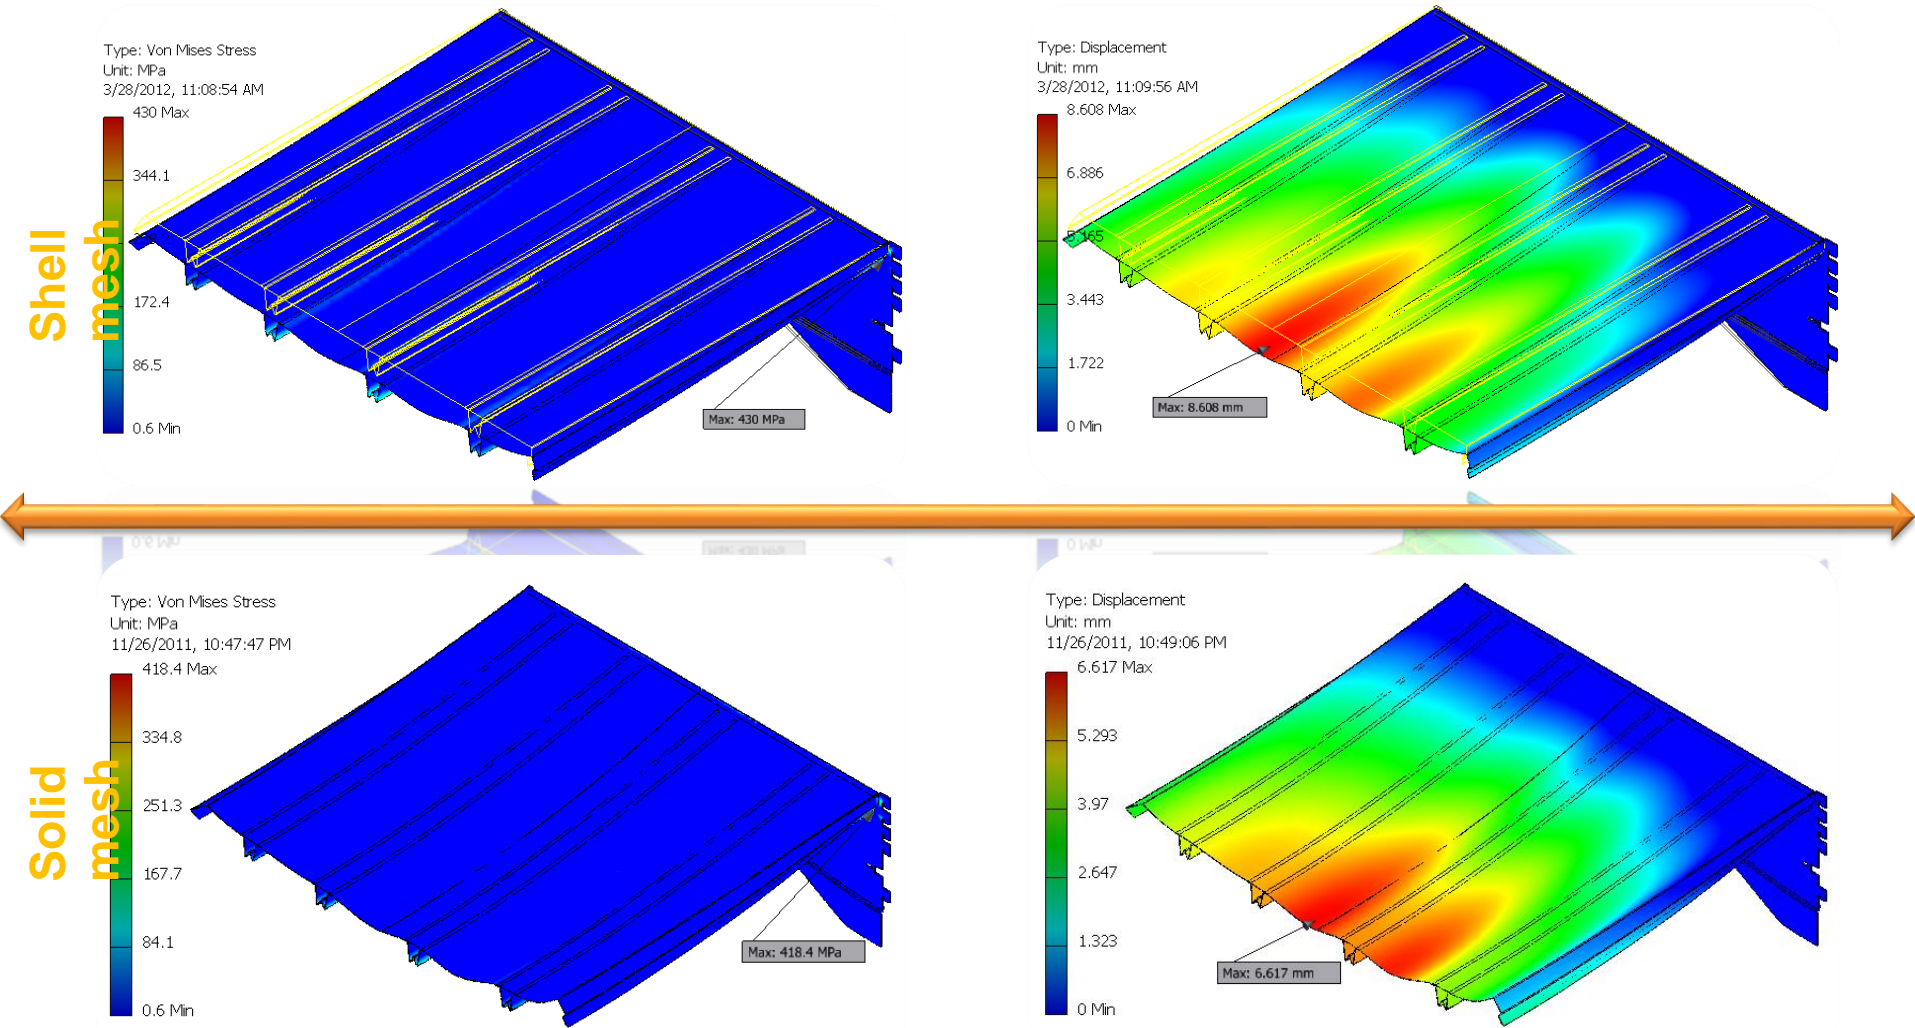 Type: Von Mises Stress
Unit: MPa
3/28/2012, 11:08:54 AM
430 Max
344.1
172.4
86.5
0.6 Min
Max: 430 MPa
Shell
mesh
Type: Displacement
Unit: mm
3/28/2012, 11:09:56 AM
8.608 Max
6.886
5.165
3.443
1.722
0 Min
Max: 8.608 mm
Type: Von Mises Stress
Unit: MPa
11/26/2011, 10:47:47 PM
418.4 Max
334.8
251.3
167.7
84.1
0.6 Min
Max: 418.4 MPa
Solid
mesh
Type: Displacement
Unit: mm
11/26/2011, 10:49:06 PM
6.617 Max
5.293
3.97
2.647
1.323
0 Min
Max: 6.617 mm